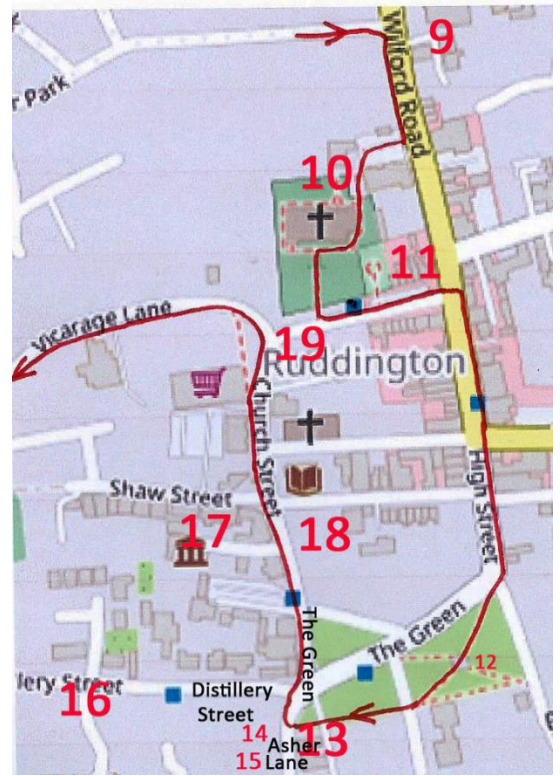 9
Wilford Road
r Park
10
11
Vicarage Lane
19
Ruddington
Church Street
Shaw Street
High Street
17
18
The Green
The Green
12
llery Street
16
Distillery
Street
13
14
Asher
15
Lane